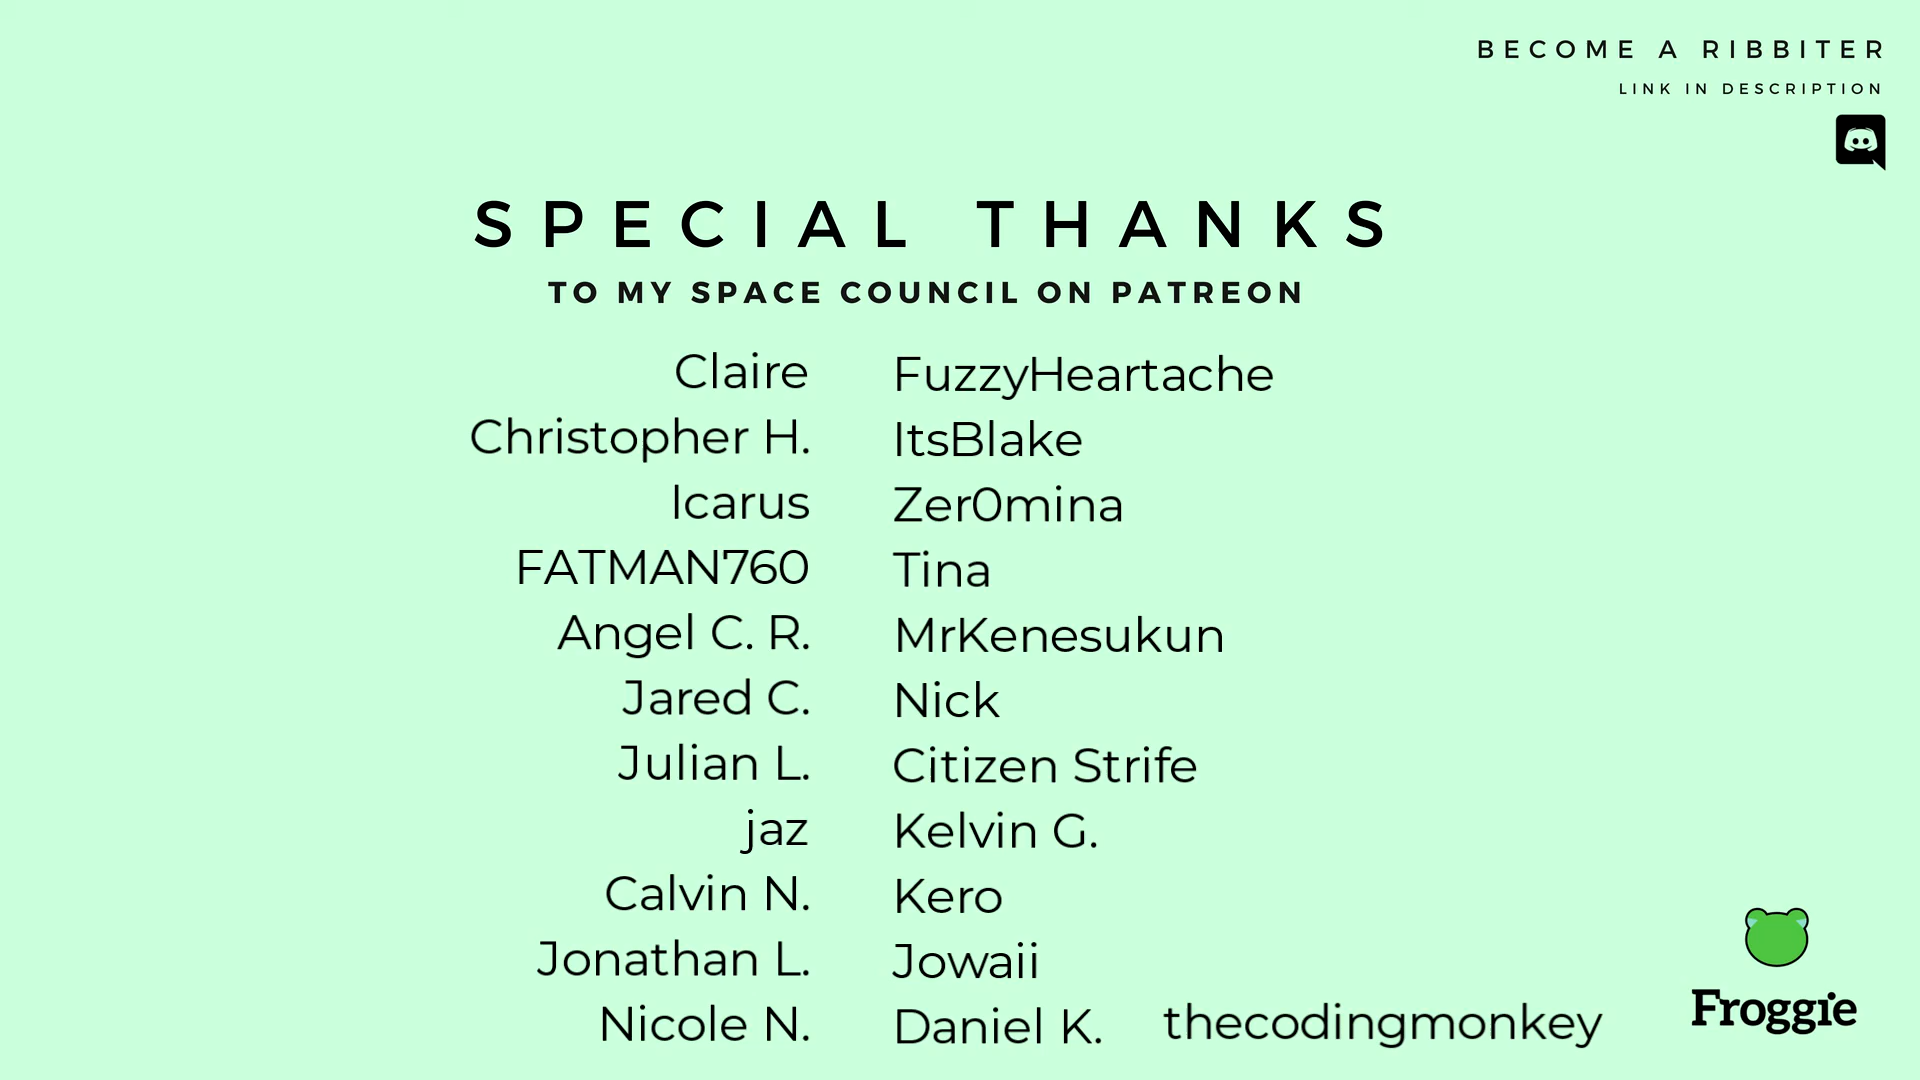 BECOME A RIBBITER
LINK IN DESCRIPTION
SPECIAL THANKS
TO MY SPACE COUNCIL ON PATREON
Claire
Christopher H.
Icarus
FATMAN760
Angel C. R.
Jared C.
Julian L.
jaz
Calvin N.
Jonathan L.
Nicole N.
FuzzyHeartache
ItsBlake
Zer0mina
Tina
MrKenesukun
Nick
Citizen Strife
Kelvin G.
Kero
Jowaii
Daniel K.
thecodingmonkey
Froggie